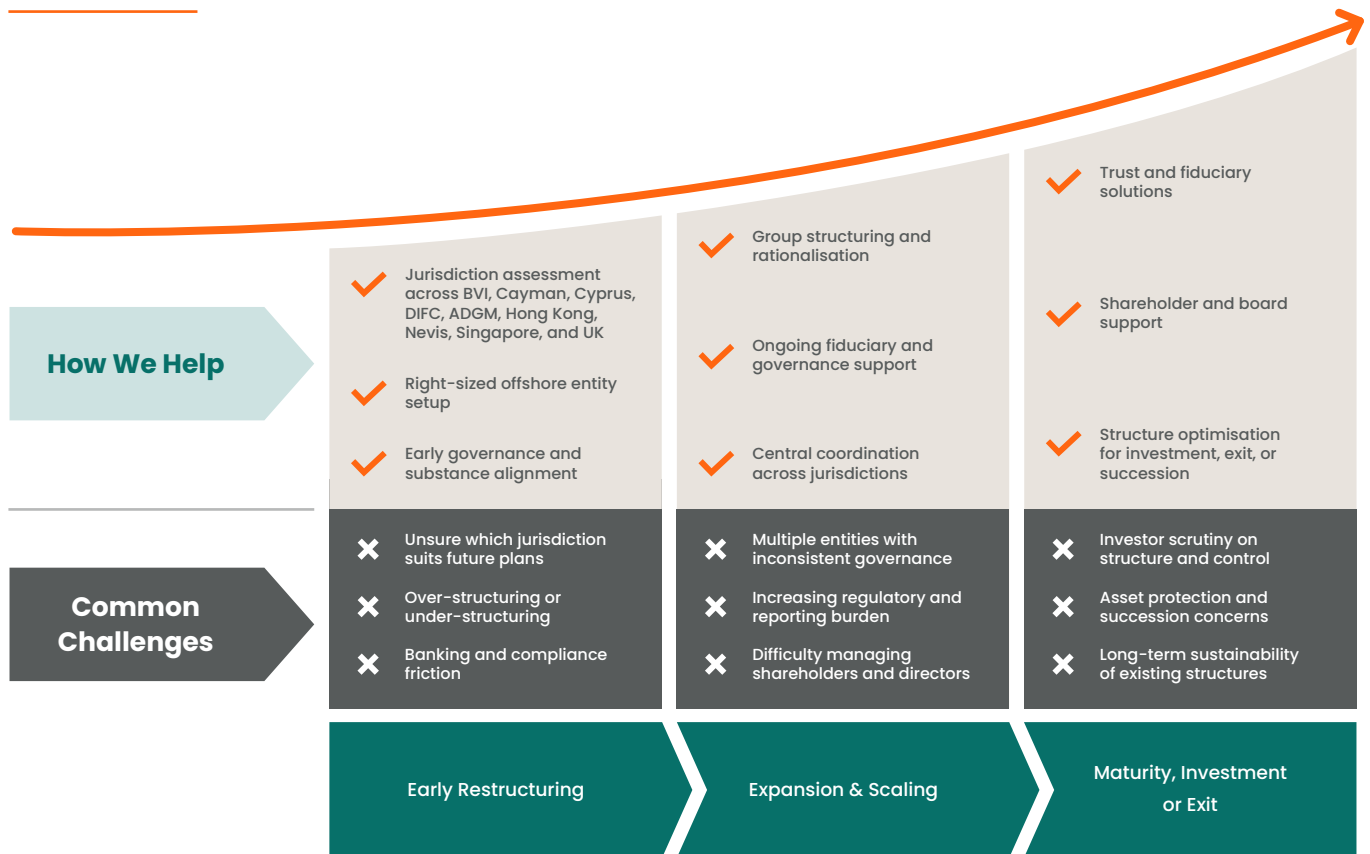 How We Help
Jurisdiction assessment
across BVI, Cayman, Cyprus,
DIFC, ADGM, Hong Kong,
Nevis, Singapore, and UK
Right-sized offshore entity
setup
Early governance and
substance alignment
Group structuring and
rationalisation
Ongoing fiduciary and
governance support
Central coordination
across jurisdictions
Trust and fiduciary
solutions
Shareholder and board
support
Structure optimisation
for investment, exit, or
succession
Common
Challenges
Unsure which jurisdiction
suits future plans
Over-structuring or
under-structuring
Banking and compliance
friction
Multiple entities with
inconsistent governance
Increasing regulatory and
reporting burden
Difficulty managing
shareholders and directors
Investor scrutiny on
structure and control
Asset protection and
succession concerns
Long-term sustainability
of existing structures
Early Restructuring
Expansion & Scaling
Maturity, Investment
or Exit